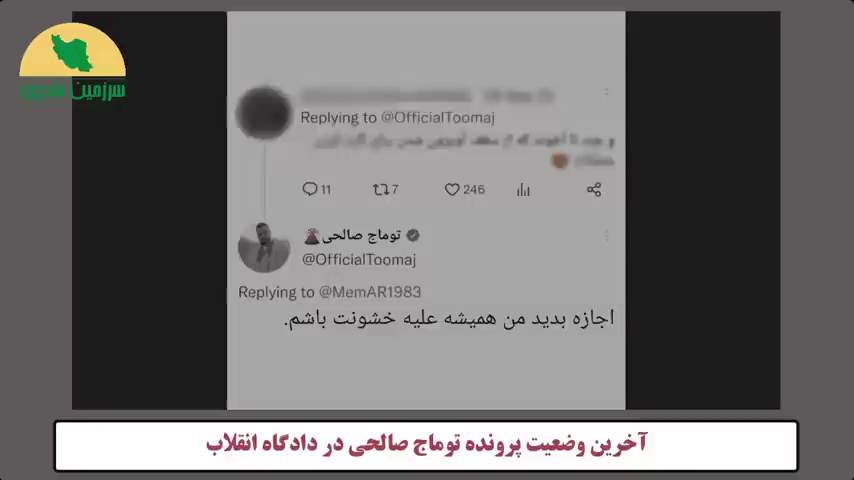 سرزمین مادری
Replying to @OfficialToomaj
11
7
246
توماج صالحی
@OfficialToomaj
Replying to @MemAR1983
اجازه بدید من همیشه علیه خشونت باشم.
آخرین وضعیت پرونده توماج صالحی در دادگاه انقلاب